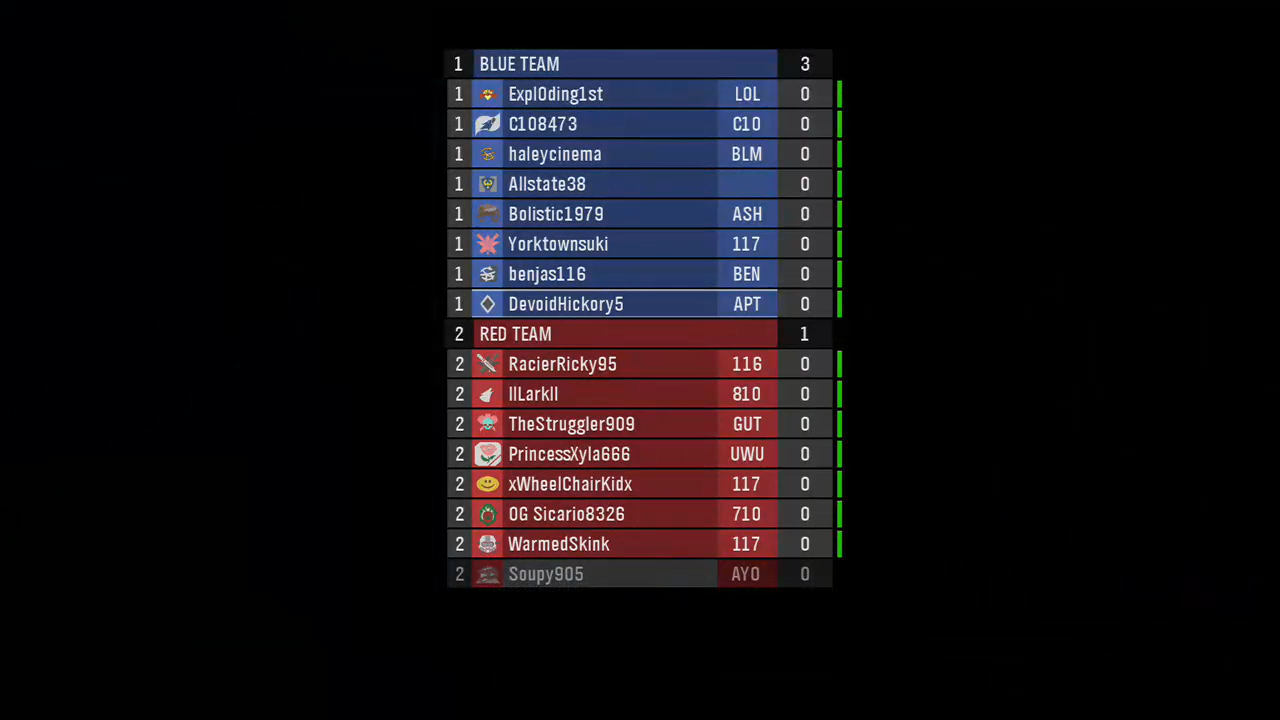 1 BLUE TEAM 3
1 Expl0ding1st LOL 0
1 C108473 C10 0
1 haleycinema BLM 0
1 Allstate38 0
1 Bolistic1979 ASH 0
1 Yorktownsuki 117 0
1 benjas116 BEN 0
1 DevoidHickory5 APT 0
2 RED TEAM 1
2 RacierRicky95 116 0
2 llLarkll 810 0
2 TheStruggler909 GUT 0
2 PrincessXyla666 UWU 0
2 xWheelChairKidx 117 0
2 OG Sicario8326 710 0
2 WarmedSkink 117 0
2 Soupy905 AYO 0